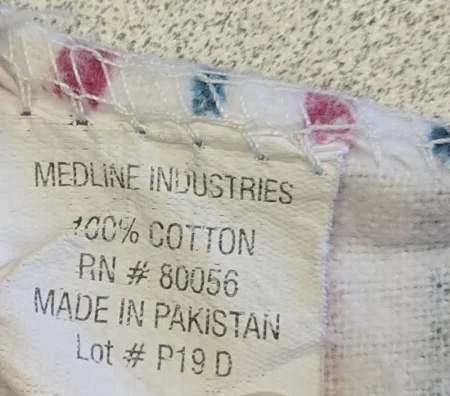 MEDLINE INDUSTRIES
100% COTTON
RN # 80056
MADE IN PAKISTAN
Lot # P19 D